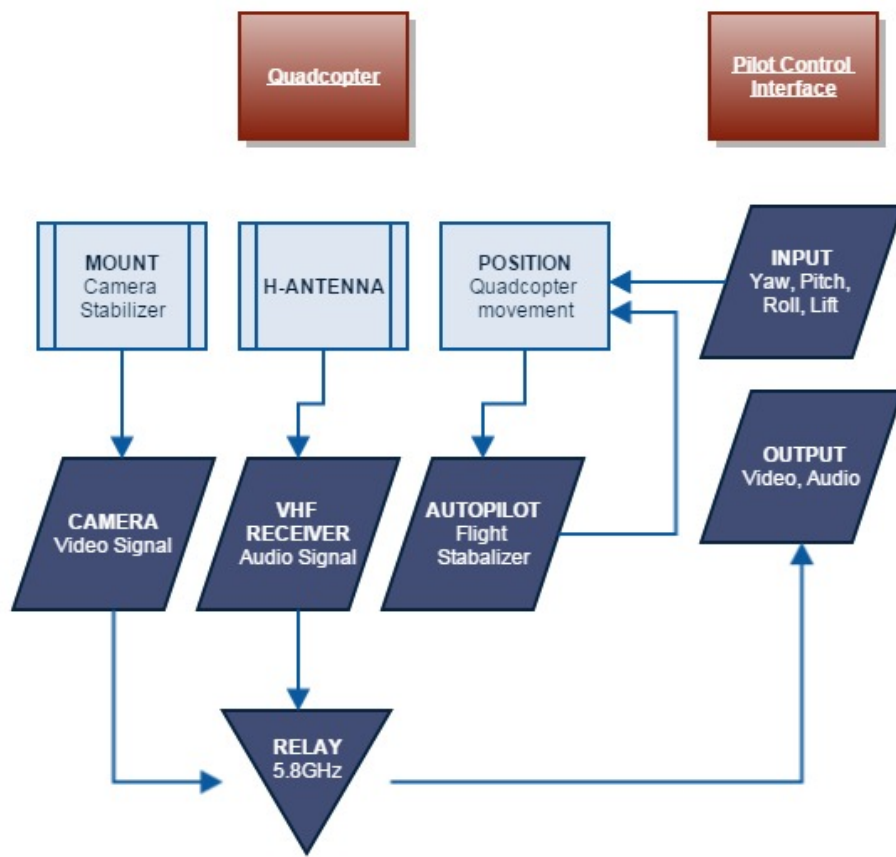 Quadcopter
Pilot Control
Interface
MOUNT
Camera
Stabilizer
H-ANTENNA
POSITION
Quadcopter
movement
INPUT
Yaw, Pitch,
Roll, Lift
OUTPUT
Video, Audio
CAMERA
Video Signal
VHF
RECEIVER
Audio Signal
AUTOPILOT
Flight
Stabalizer
RELAY
5.8GHz